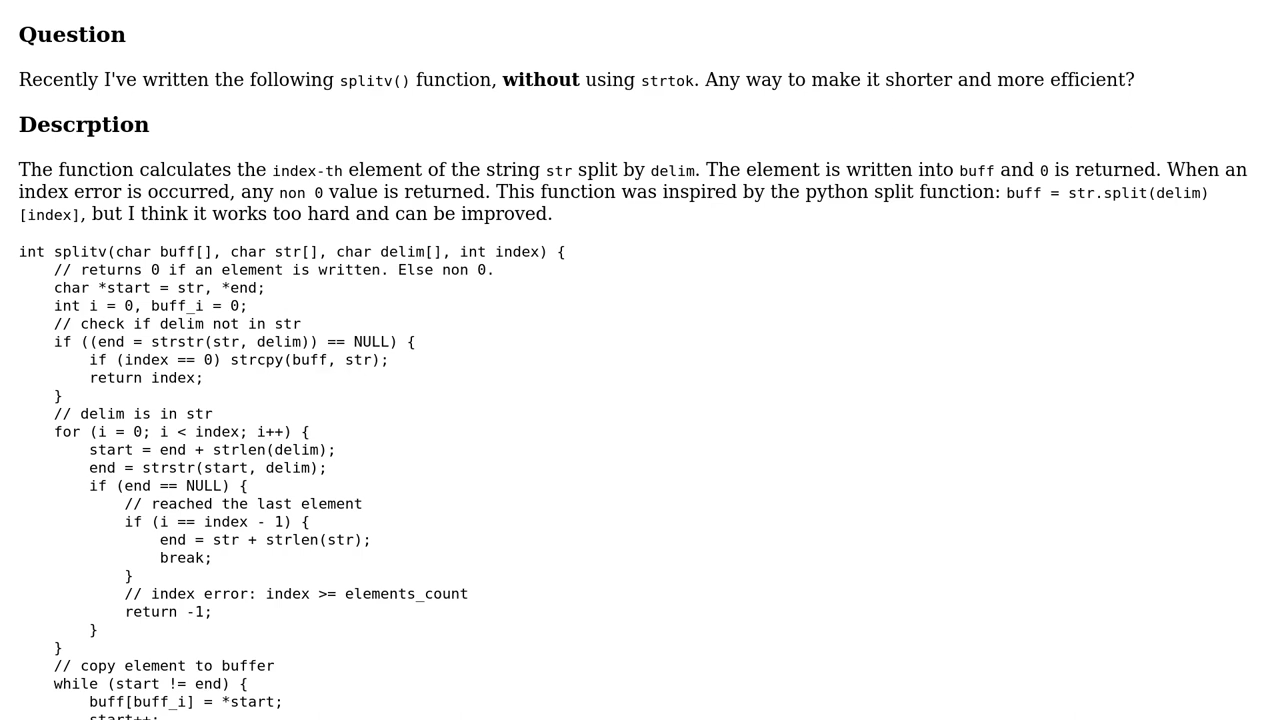 Question
Recently I've written the following splitv() function, without using strtok. Any way to make it shorter and more efficient?
Descrption
The function calculates the index-th element of the string str split by delim. The element is written into buff and 0 is returned. When an
index error is occurred, any non 0 value is returned. This function was inspired by the python split function: buff = str.split(delim)
[index], but I think it works too hard and can be improved.
int splitv(char buff[], char str[], char delim[], int index) {
    // returns 0 if an element is written. Else non 0.
    char *start = str, *end;
    int i = 0, buff_i = 0;
    // check if delim not in str
    if ((end = strstr(str, delim)) == NULL) {
        if (index == 0) strcpy(buff, str);
        return index;
    }
    // delim is in str
    for (i = 0; i < index; i++) {
        start = end + strlen(delim);
        end = strstr(start, delim);
        if (end == NULL) {
            // reached the last element
            if (i == index - 1) {
                end = str + strlen(str);
                break;
            }
            // index error: index >= elements_count
            return -1;
        }
    }
    // copy element to buffer
    while (start != end) {
        buff[buff_i] = *start;
        start++;